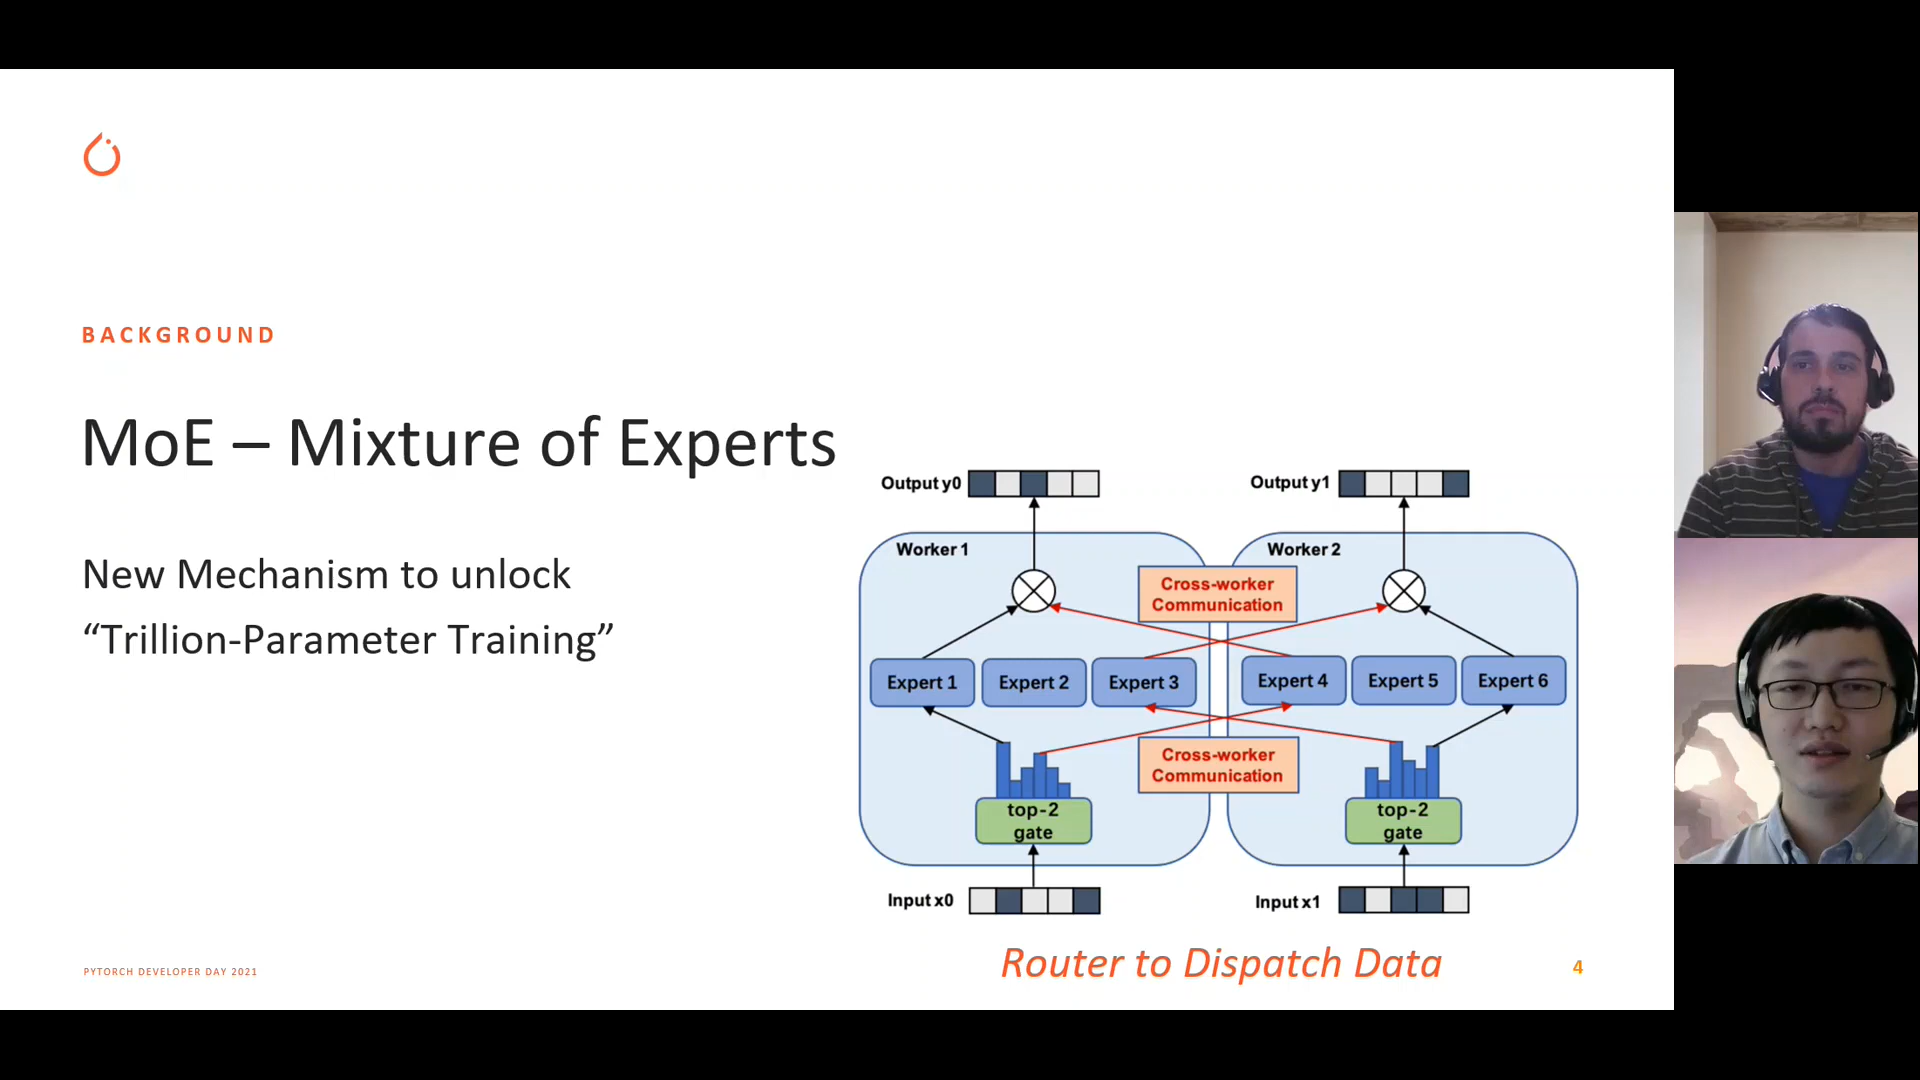 BACKGROUND
MoE – Mixture of Experts
New Mechanism to unlock
“Trillion-Parameter Training”
Output y0
Output y1
Worker 1
Worker 2
Cross-worker
Communication
Expert 1
Expert 2
Expert 3
Expert 4
Expert 5
Expert 6
Cross-worker
Communication
top-2
gate
top-2
gate
Input x0
Input x1
Router to Dispatch Data
PYTORCH DEVELOPER DAY 2021
4